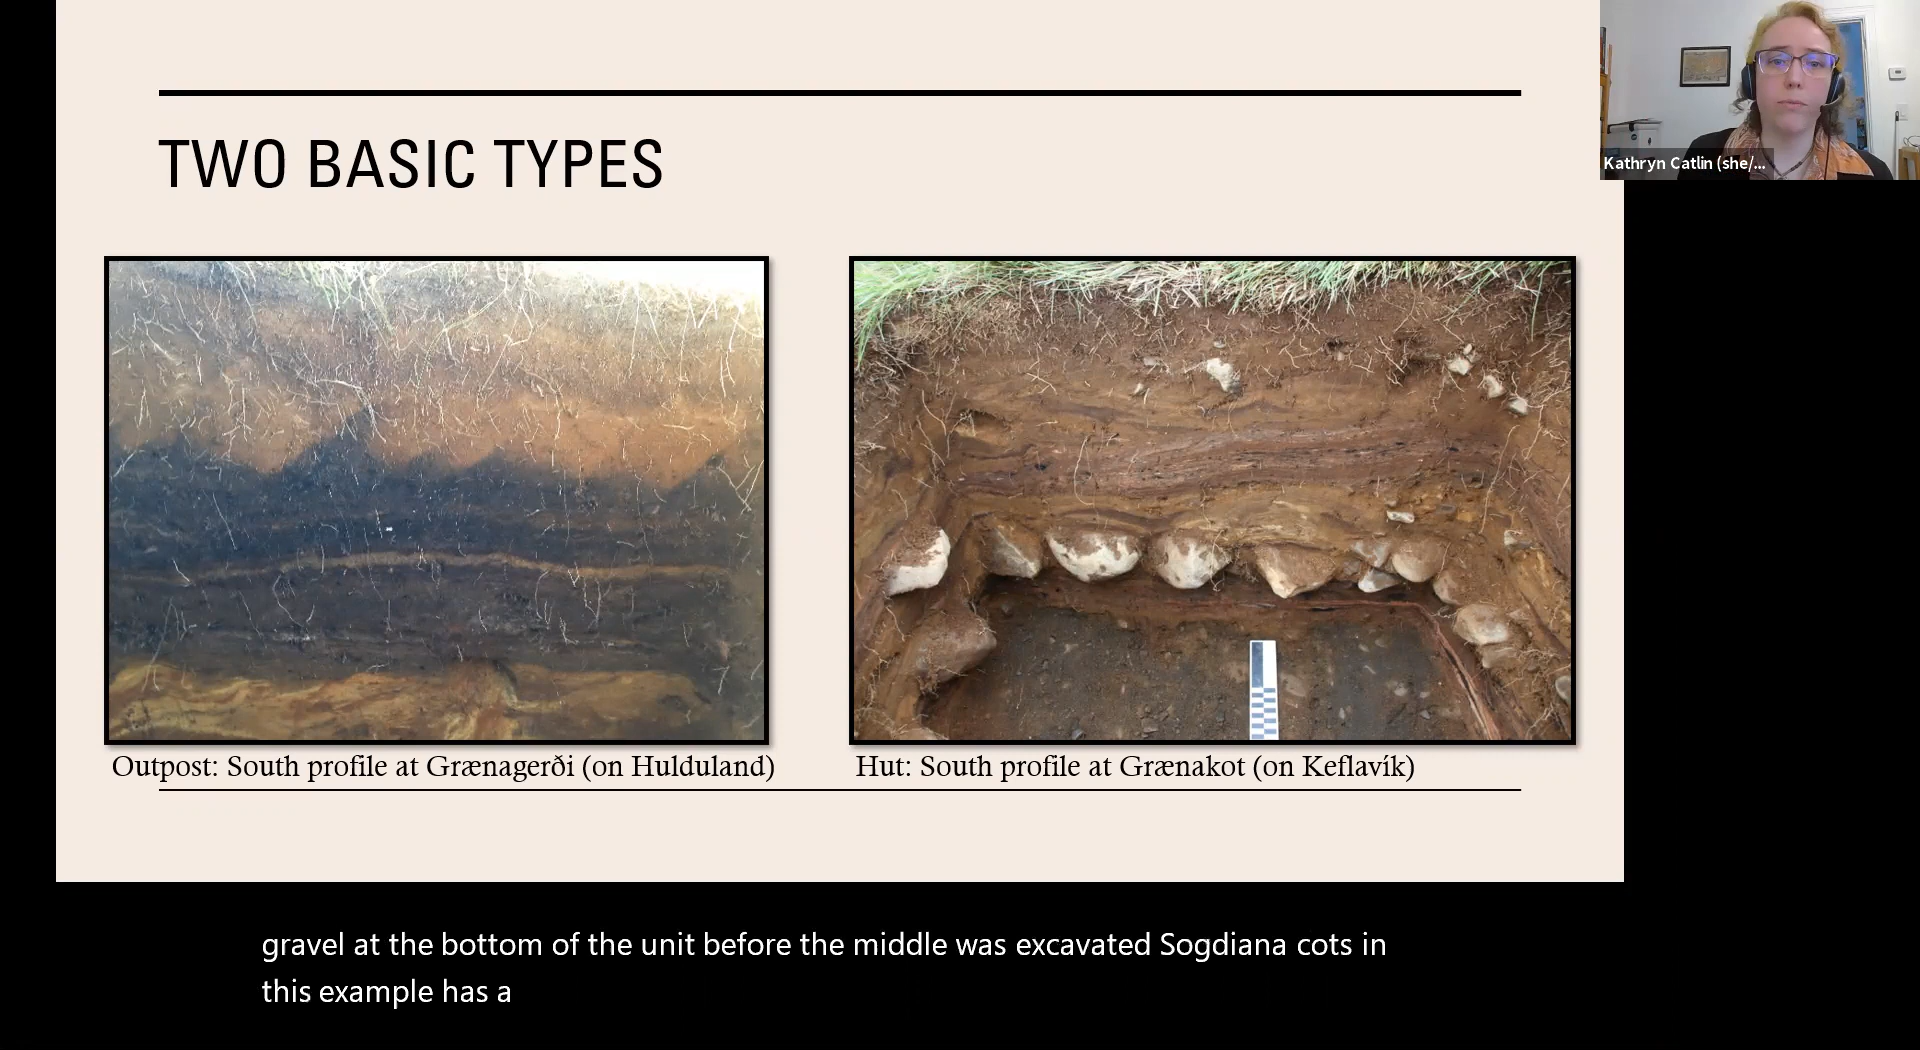 TWO BASIC TYPES
Kathryn Catlin (she/...
Outpost: South profile at Grænagerði (on Hulduland)
Hut: South profile at Grænakot (on Keflavík)
gravel at the bottom of the unit before the middle was excavated Sogdiana cots in
this example has a